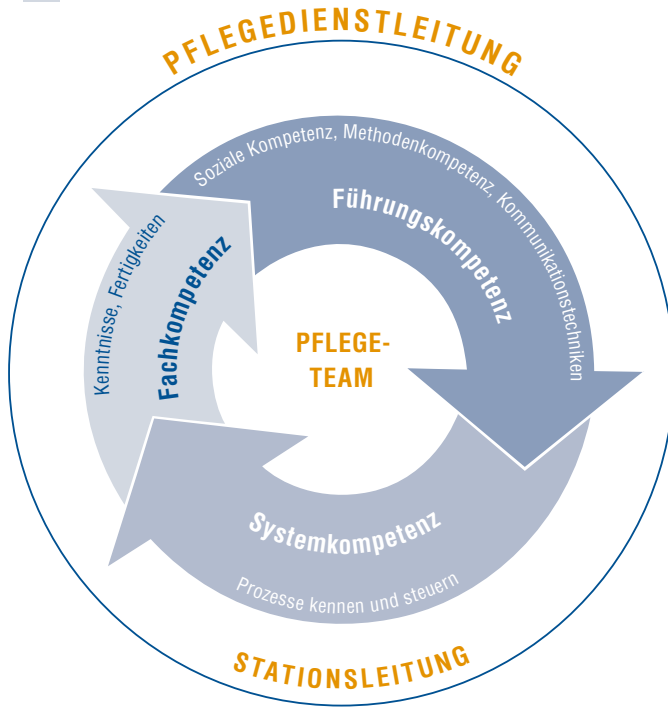 PFLEGEDIENSTLEITUNG
Soziale Kompetenz, Methodenkompetenz, Kommunikationstechniken
Führungskompetenz
Kenntnisse, Fertigkeiten
Fachkompetenz
PFLEGE-
TEAM
Systemkompetenz
Prozesse kennen und steuern
STATIONSLEITUNG